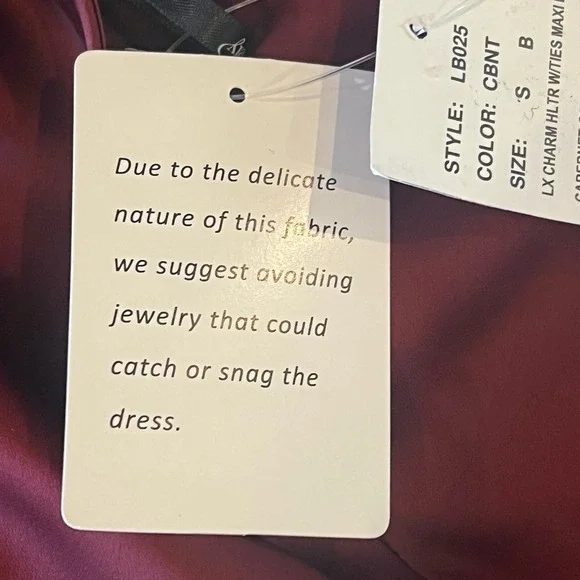 Due to the delicate
nature of this fabric,
we suggest avoiding
jewelry that could
catch or snag the
dress.
STYLE: LB025
COLOR: CBNT
SIZE: S B
LX CHARM HLTR W/TIES MAXI